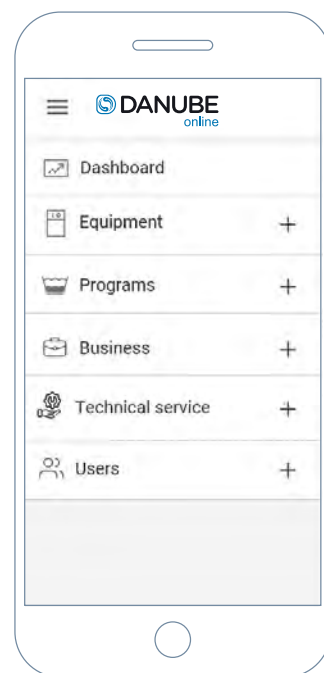 DANUBE
online
Dashboard
Equipment +
Programs +
Business +
Technical service +
Users +